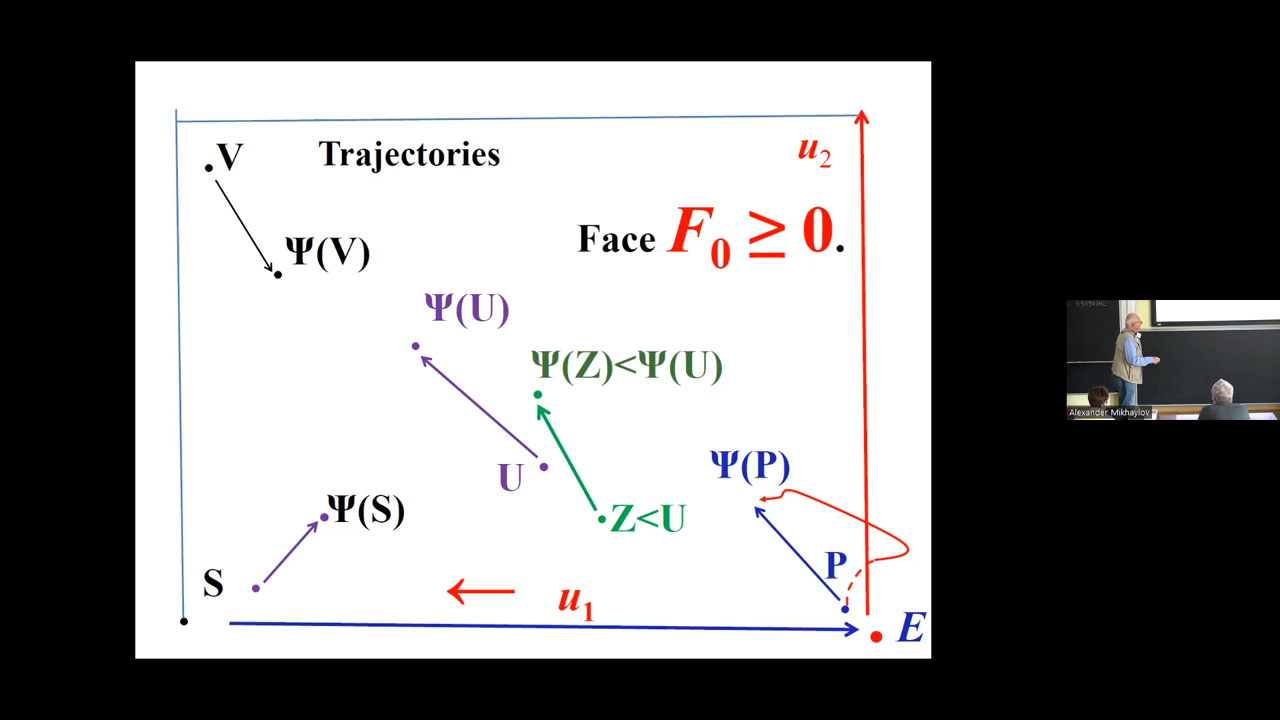 .V
Trajectories
u₂
Face F₀ ≥ 0.
Ψ(V)
Ψ(U)
Ψ(Z)<Ψ(U)
U
Ψ(P)
Ψ(S)
Z<U
P
S
u₁
E
Alexander Mikhaylov